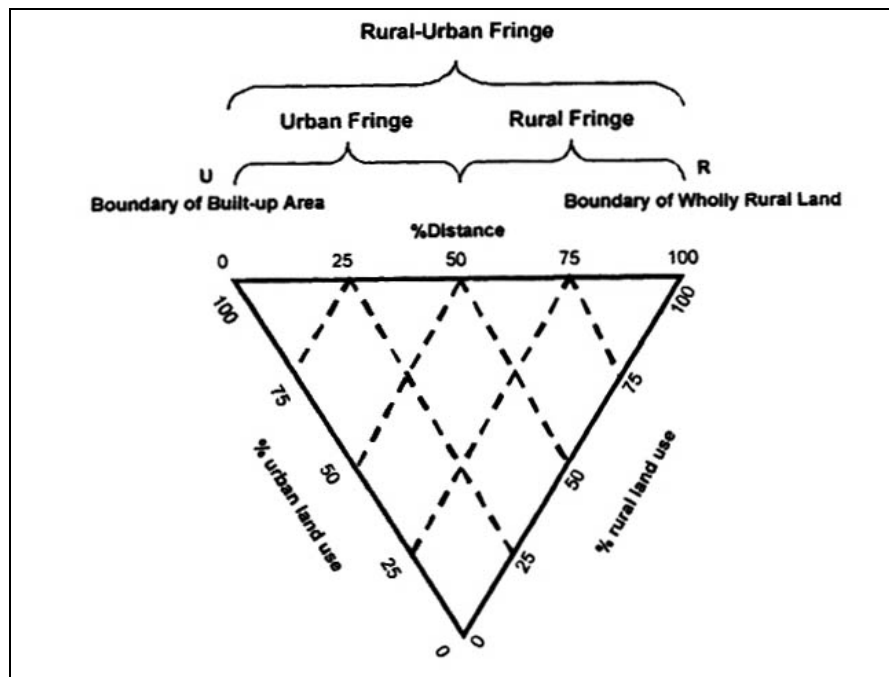 Rural-Urban Fringe
Urban Fringe
Rural Fringe
U
R
Boundary of Built-up Area
Boundary of Wholly Rural Land
%Distance
0
25
50
75
100
100
75
50
25
0
% urban land use
100
75
50
25
0
% rural land use